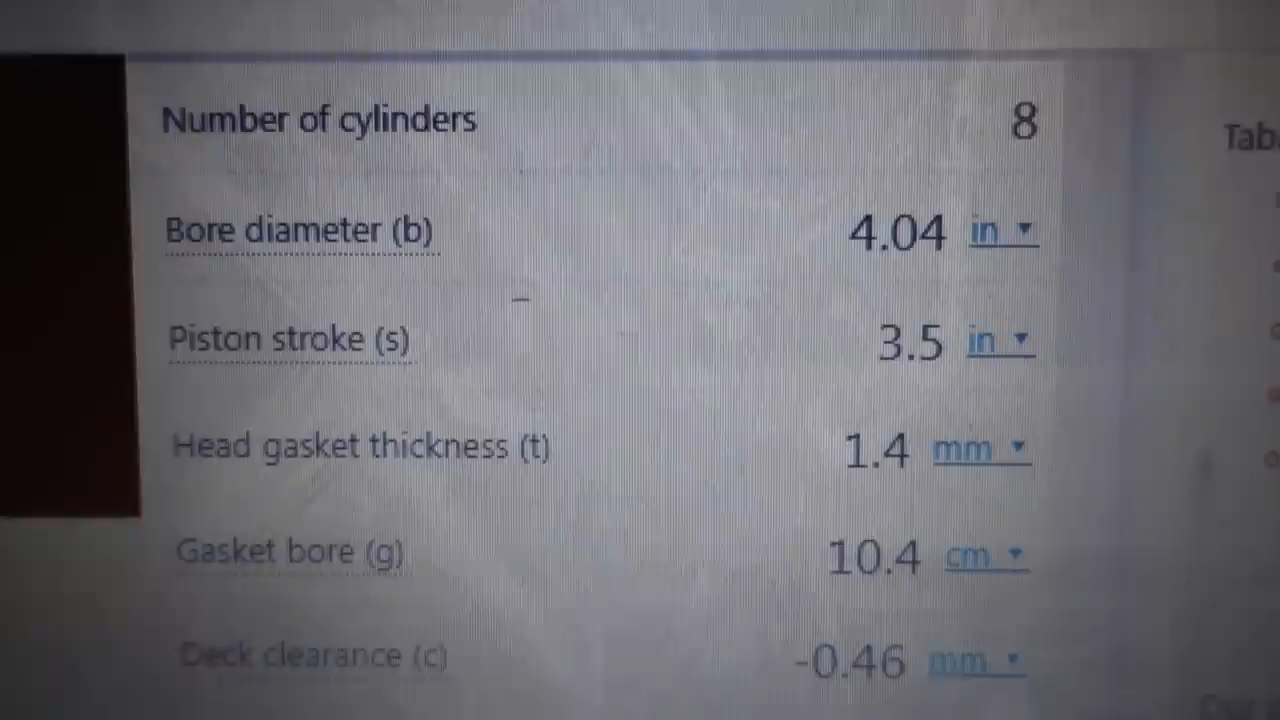 Number of cylinders 8
Tab
Bore diameter (b) 4.04 in
Piston stroke (s) 3.5 in
Head gasket thickness (t) 1.4 mm
Gasket bore (g) 10.4 cm
Deck clearance (c) -0.46 mm